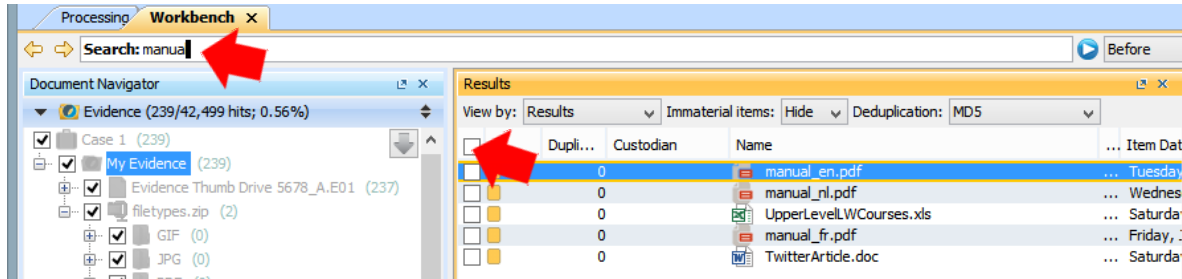 Processing Workbench X
Search: manual Before
Document Navigator
Evidence (239/42,499 hits; 0.56%)
Case 1 (239)
My Evidence (239)
Evidence Thumb Drive 5678_A.E01 (237)
filetypes.zip (2)
GIF (0)
JPG (0)
Results
View by: Results Immaterial items: Hide Deduplication: MD5
Dupli... Custodian Name ... Item Dat
0 manual_en.pdf ... Tuesday
0 manual_nl.pdf ... Wednes
0 UpperLevelLWCourses.xls ... Saturda
0 manual_fr.pdf ... Friday, J
0 TwitterArticle.doc ... Saturda